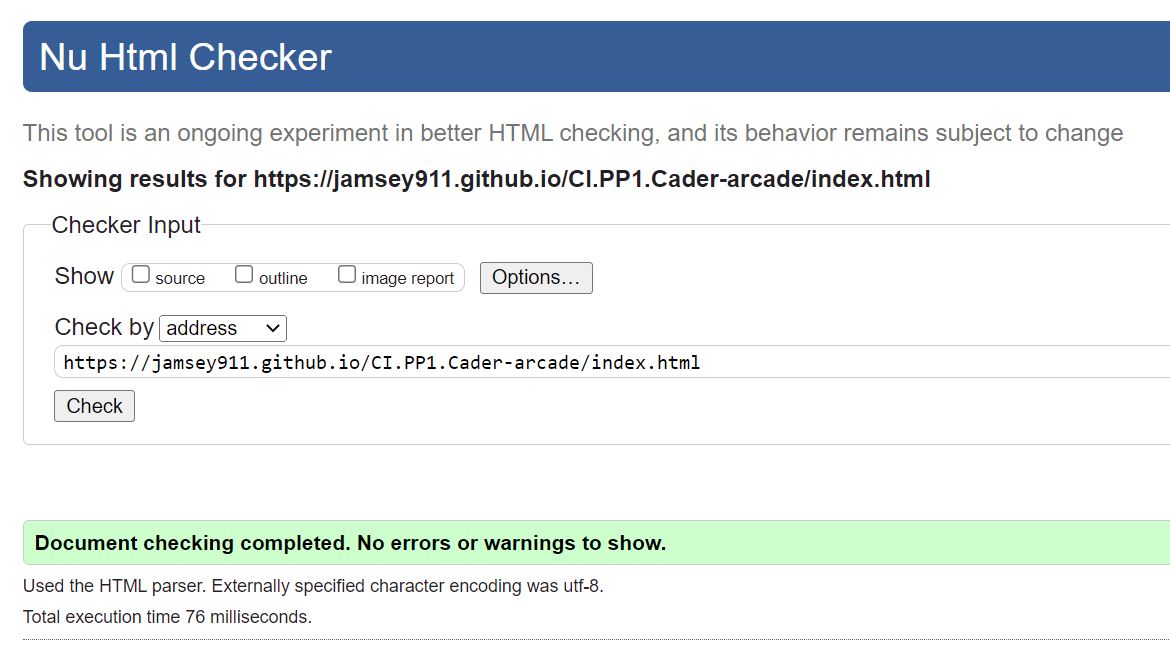 Nu Html Checker
This tool is an ongoing experiment in better HTML checking, and its behavior remains subject to change
Showing results for https://jamsey911.github.io/CI.PP1.Cader-arcade/index.html
Checker Input
Show source outline image report Options...
Check by address
https://jamsey911.github.io/CI.PP1.Cader-arcade/index.html
Check
Document checking completed. No errors or warnings to show.
Used the HTML parser. Externally specified character encoding was utf-8.
Total execution time 76 milliseconds.